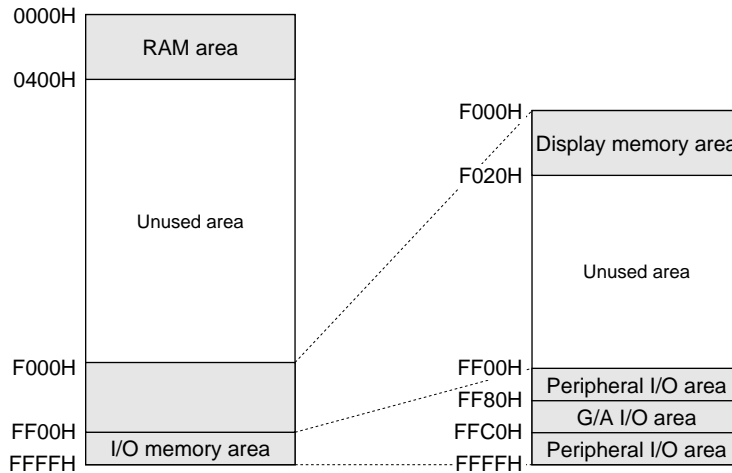 0000H
RAM area
0400H
Unused area
F000H
FF00H
I/O memory area
FFFFH
F000H
Display memory area
F020H
Unused area
FF00H
Peripheral I/O area
FF80H
G/A I/O area
FFC0H
Peripheral I/O area
FFFFH